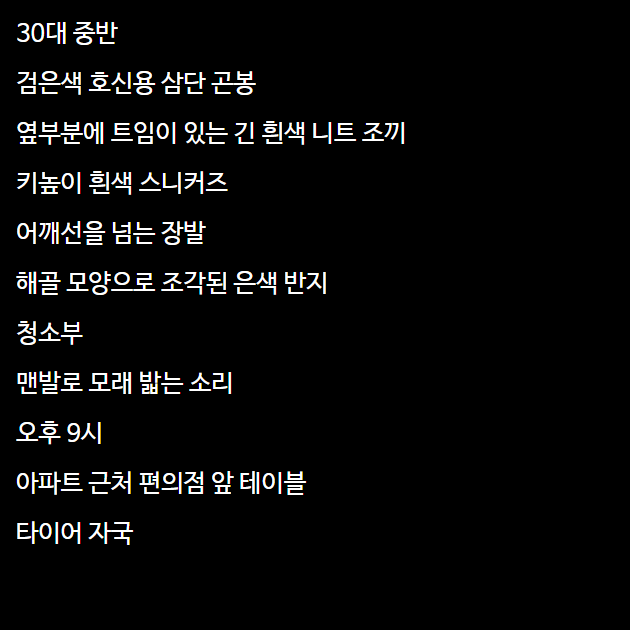 30대 중반
검은색 호신용 삼단 곤봉
옆부분에 트임이 있는 긴 흰색 니트 조끼
키높이 흰색 스니커즈
어깨선을 넘는 장발
해골 모양으로 조각된 은색 반지
청소부
맨발로 모래 밟는 소리
오후 9시
아파트 근처 편의점 앞 테이블
타이어 자국